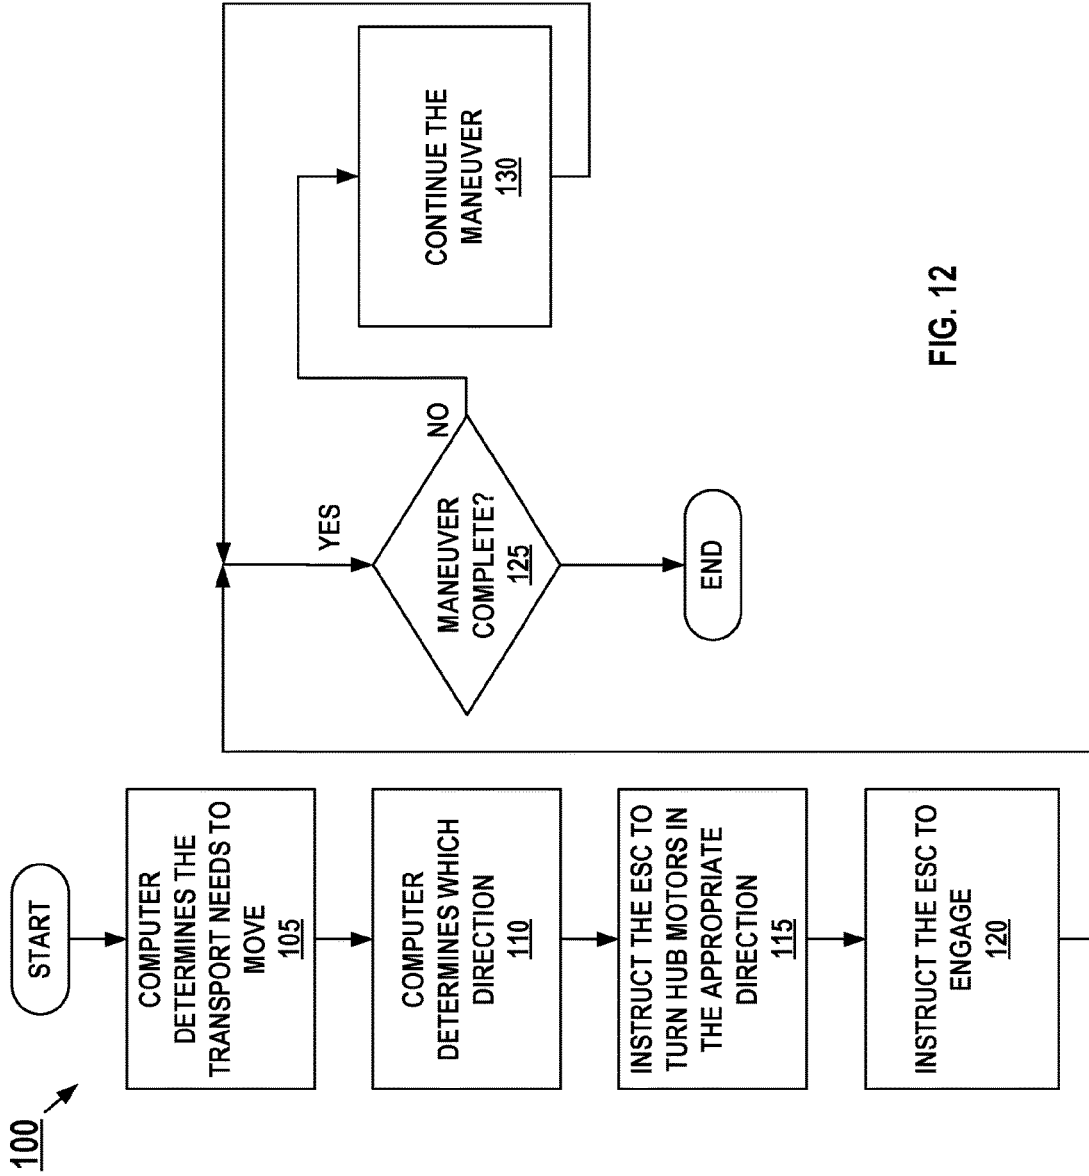 100
START
COMPUTER
DETERMINES THE
TRANSPORT NEEDS TO
MOVE
105
COMPUTER
DETERMINES WHICH
DIRECTION
110
INSTRUCT THE ESC TO
TURN HUB MOTORS IN
THE APPROPRIATE
DIRECTION
115
INSTRUCT THE ESC TO
ENGAGE
120
YES
MANEUVER
COMPLETE?
125
NO
CONTINUE THE
MANEUVER
130
END
FIG. 12